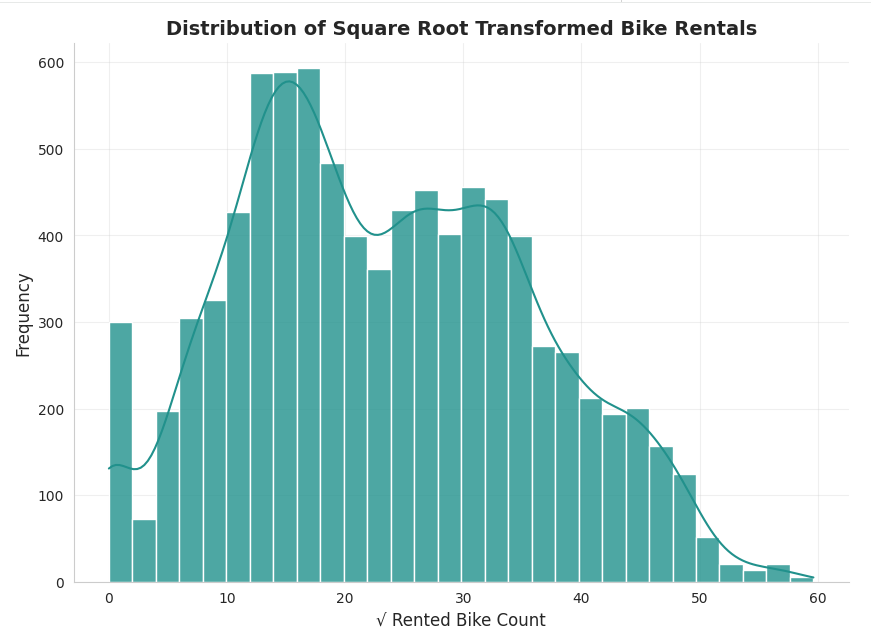 Distribution of Square Root Transformed Bike Rentals
600
500
400
300
200
100
0
Frequency
0 10 20 30 40 50 60
√ Rented Bike Count